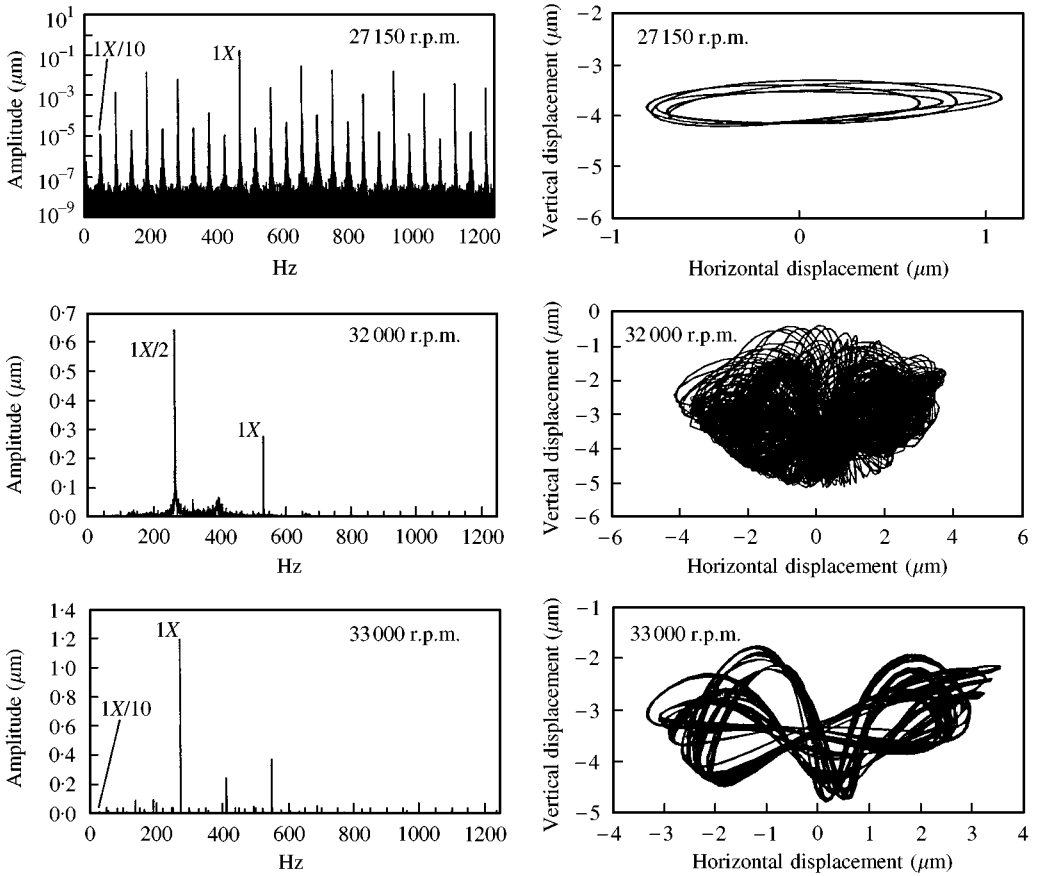 10¹
10⁻¹
10⁻³
10⁻⁵
10⁻⁷
10⁻⁹
Amplitude (μm)
1X/10
1X
27 150 r.p.m.
0 200 400 600 800 1000 1200
Hz
−2
−3
−4
−5
−6
Vertical displacement (μm)
27 150 r.p.m.
−1 0 1
Horizontal displacement (μm)
0·7
0·6
0·5
0·4
0·3
0·2
0·1
0·0
Amplitude (μm)
1X/2
1X
32 000 r.p.m.
0 200 400 600 800 1000 1200
Hz
0
−1
−2
−3
−4
−5
−6
Vertical displacement (μm)
32 000 r.p.m.
−6 −4 −2 0 2 4 6
Horizontal displacement (μm)
1·4
1·2
1·0
0·8
0·6
0·4
0·2
0·0
Amplitude (μm)
1X/10
1X
33 000 r.p.m.
0 200 400 600 800 1000 1200
Hz
−1
−2
−3
−4
−5
Vertical displacement (μm)
33 000 r.p.m.
−4 −3 −2 −1 0 1 2 3 4
Horizontal displacement (μm)